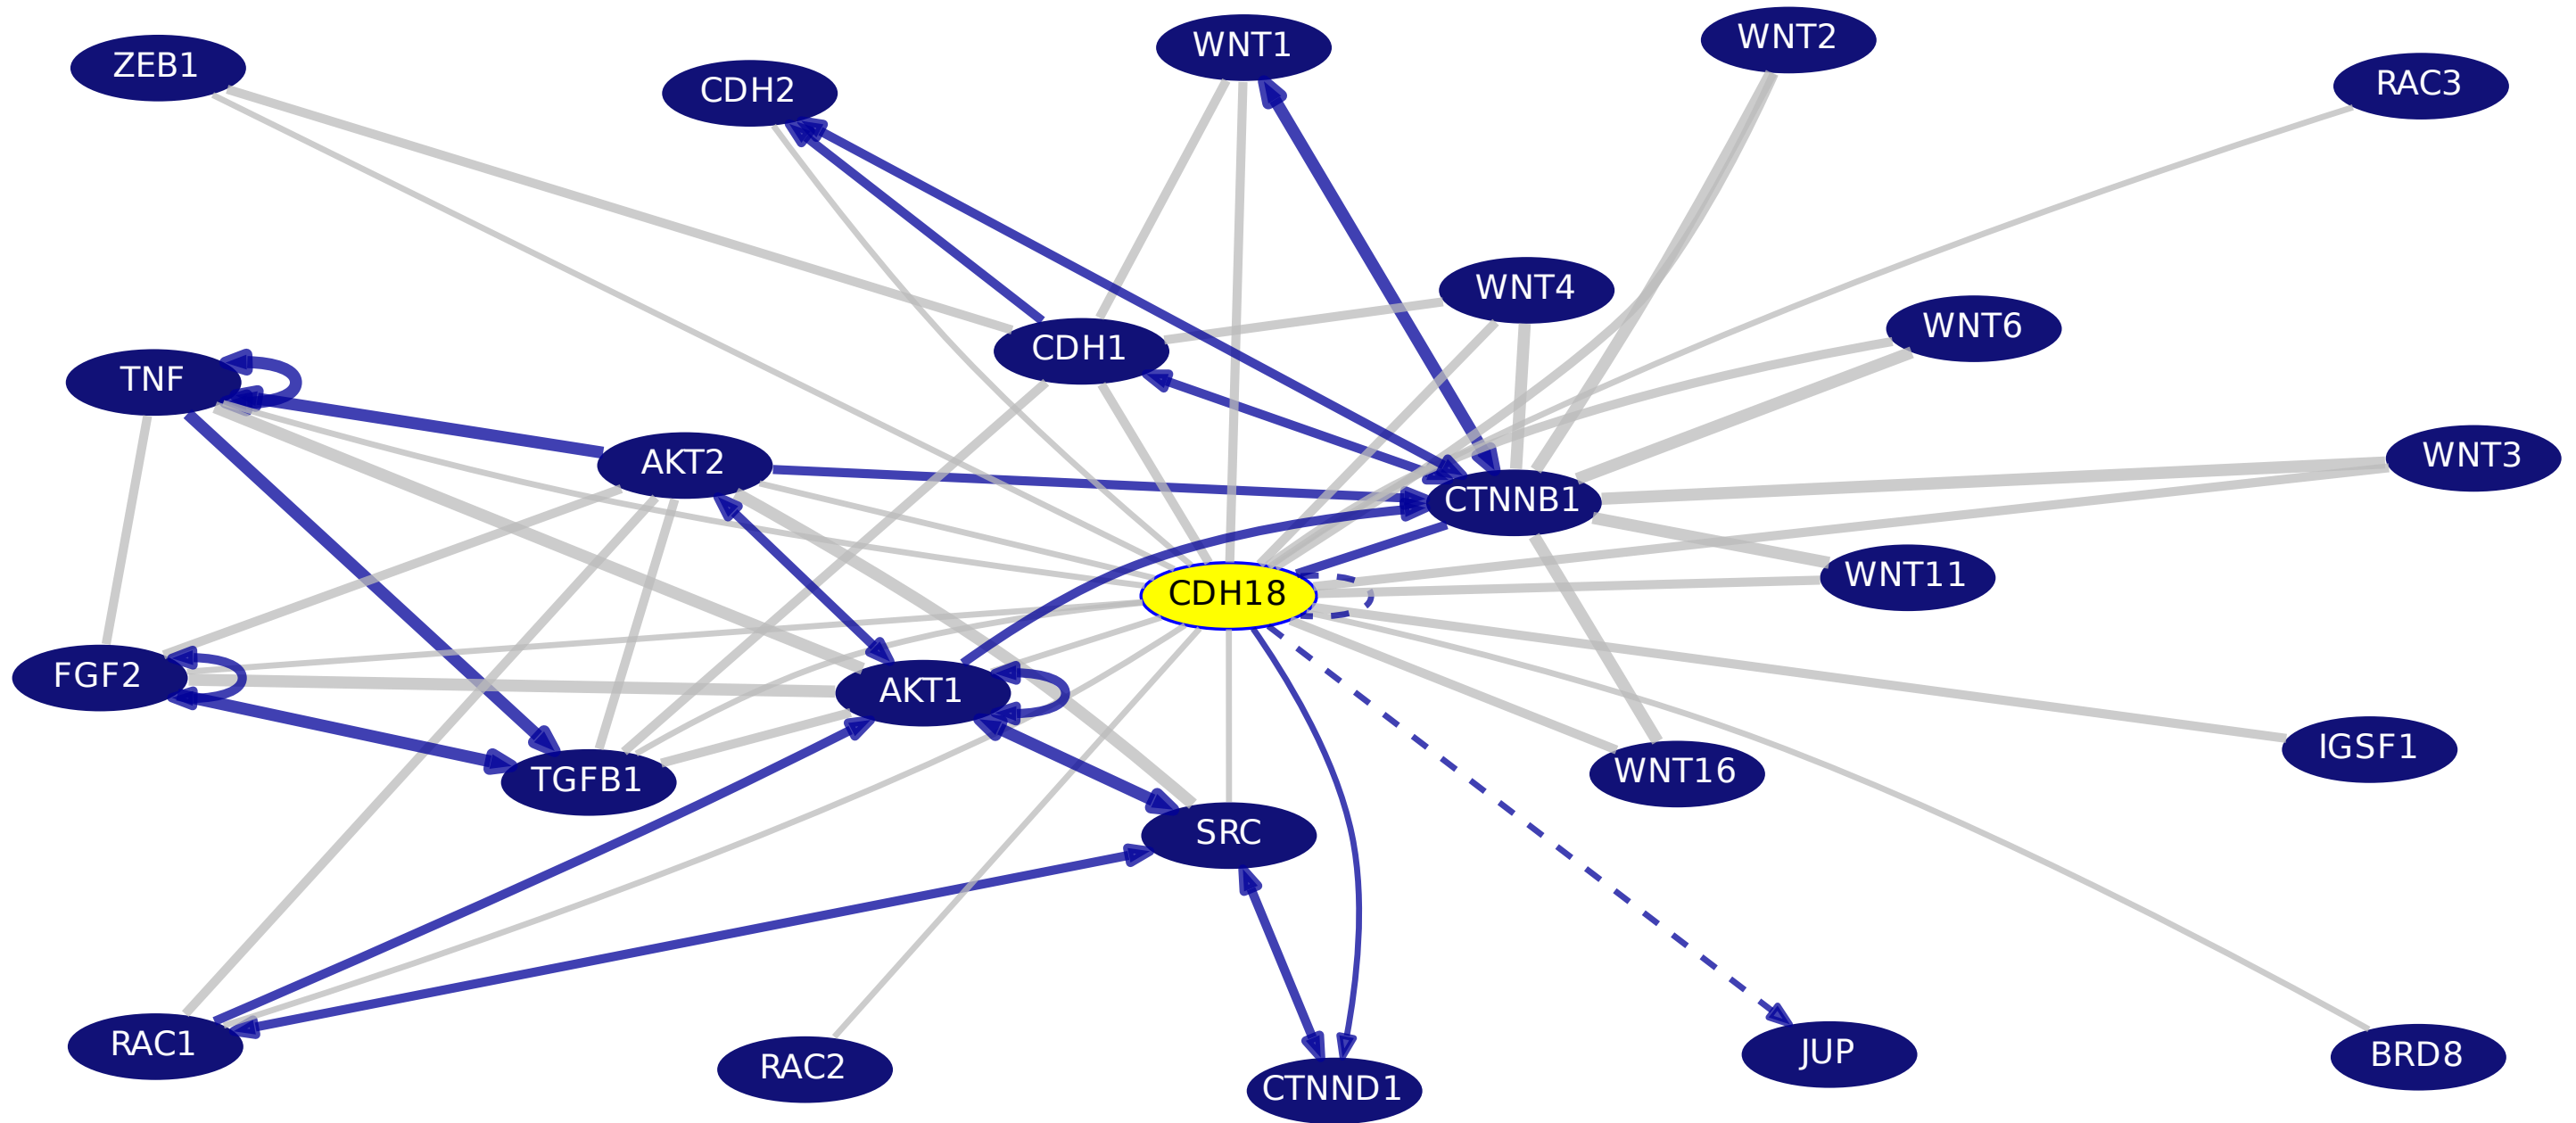 WNT2
WNT1
ZEB1
RAC3
CDH2
WNT4
WNT6
CDH1
TNF
WNT3
AKT2
CTNNB1
WNT11
CDH18
FGF2
AKT1
IGSF1
WNT16
TGFB1
SRC
RAC1
JUP
BRD8
RAC2
CTNND1